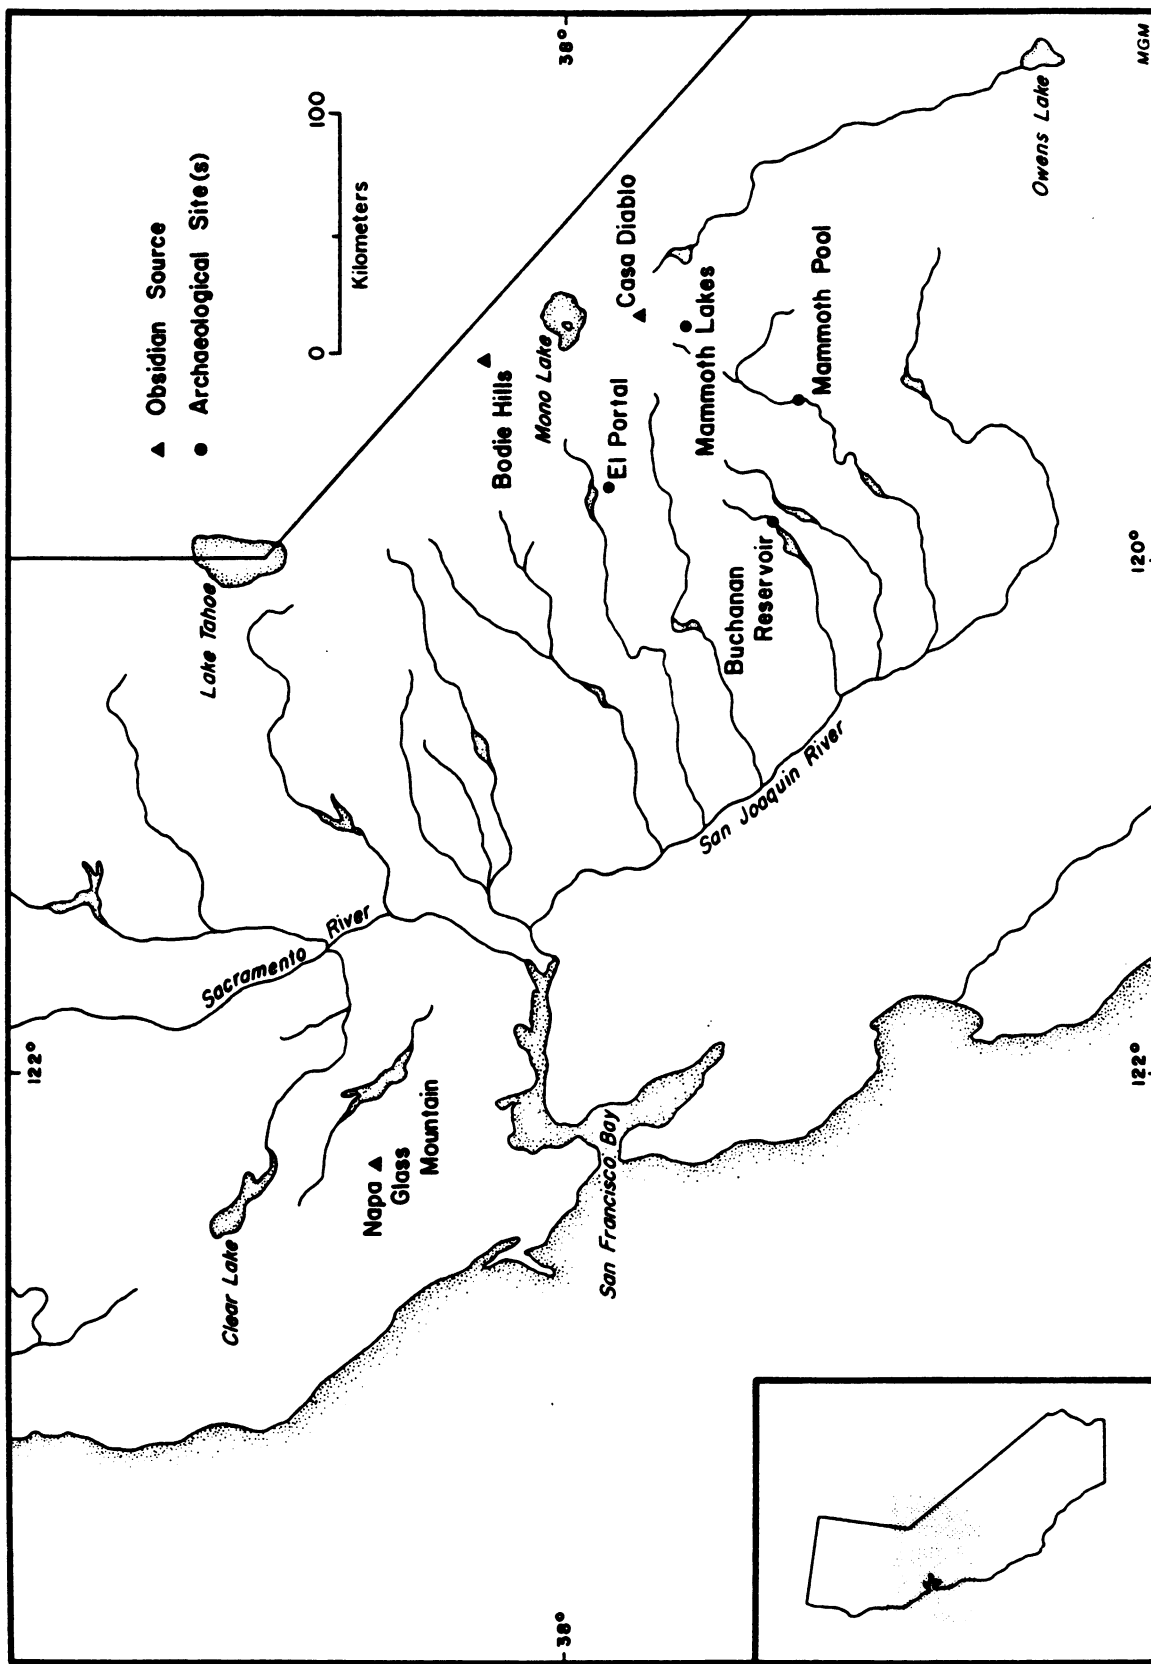 122°
120°
38°
38°
122°
▲ Obsidian Source
● Archaeological Site(s)
0
100
Kilometers
Clear Lake
Lake Tahoe
Sacramento River
Napa
Glass
Mountain
Bodie Hills
Mono Lake
El Portal
Casa Diablo
Mammoth Lakes
San Francisco Bay
San Joaquin River
Buchanan
Reservoir
Mammoth Pool
Owens Lake
MGM